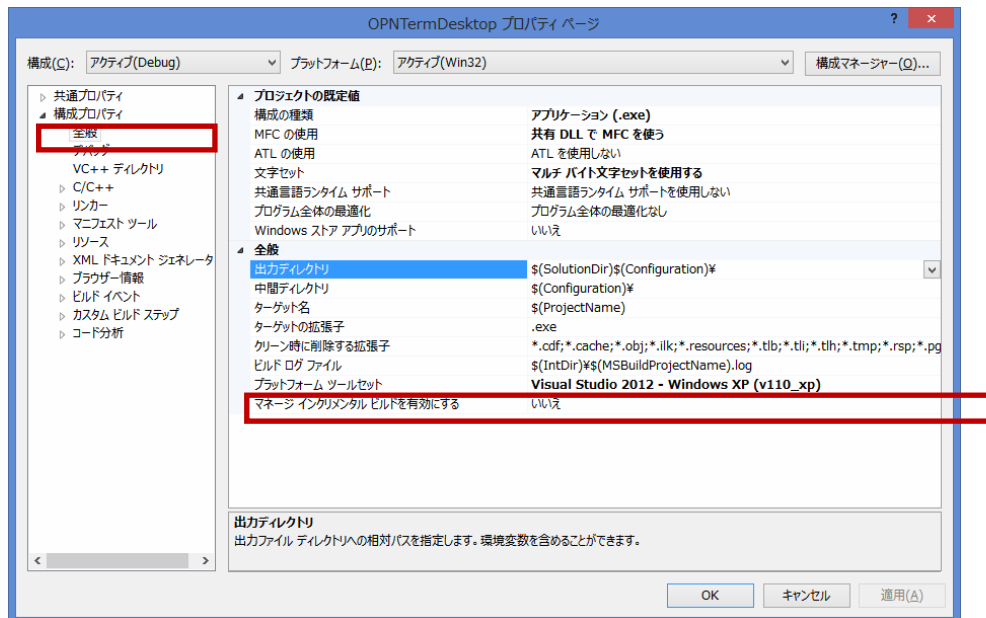 OPNTermDesktop プロパティ ページ
? ×
構成(C): アクティブ(Debug) プラットフォーム(P): アクティブ(Win32) 構成マネージャー(O)...
共通プロパティ
構成プロパティ
全般
デバッグ
VC++ ディレクトリ
C/C++
リンカー
マニフェスト ツール
リソース
XML ドキュメント ジェネレータ
ブラウザー情報
ビルド イベント
カスタム ビルド ステップ
コード分析
プロジェクトの既定値
構成の種類 アプリケーション (.exe)
MFC の使用 共有 DLL で MFC を使う
ATL の使用 ATL を使用しない
文字セット マルチ バイト文字セットを使用する
共通言語ランタイム サポート 共通言語ランタイム サポートを使用しない
プログラム全体の最適化 プログラム全体の最適化なし
Windows ストア アプリのサポート いいえ
全般
出力ディレクトリ $(SolutionDir)$(Configuration)¥
中間ディレクトリ $(Configuration)¥
ターゲット名 $(ProjectName)
ターゲットの拡張子 .exe
クリーン時に削除する拡張子 *.cdf;*.cache;*.obj;*.ilk;*.resources;*.tlb;*.tli;*.tlh;*.tmp;*.rsp;*.pg
ビルド ログ ファイル $(IntDir)¥$(MSBuildProjectName).log
プラットフォーム ツールセット Visual Studio 2012 - Windows XP (v110_xp)
マネージ インクリメンタル ビルドを有効にする いいえ
出力ディレクトリ
出力ファイル ディレクトリへの相対パスを指定します。環境変数を含めることができます。
OK キャンセル 適用(A)